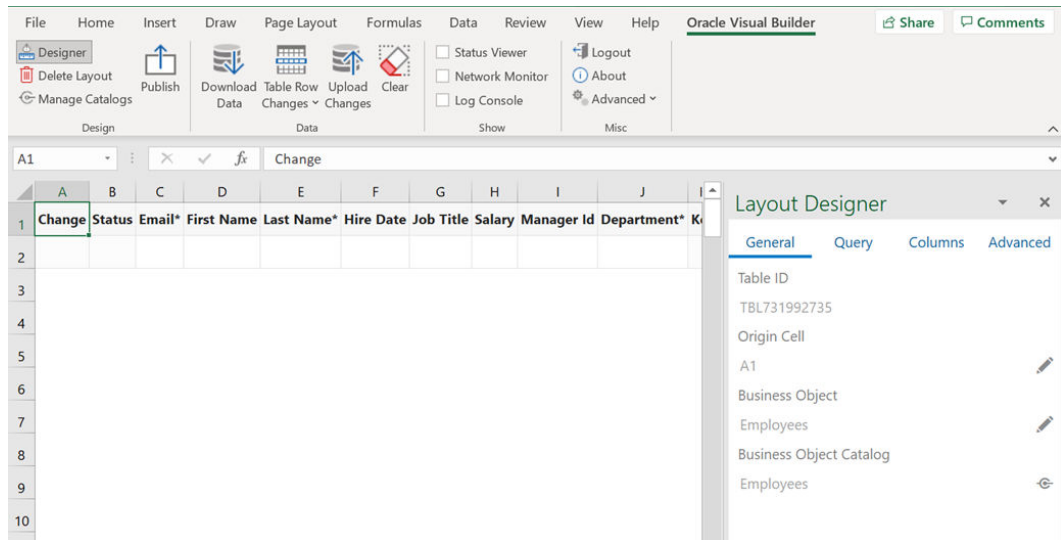 File Home Insert Draw Page Layout Formulas Data Review View Help Oracle Visual Builder Share Comments
Designer
Delete Layout
Manage Catalogs
Design
Publish
Download Data
Table Row Changes
Upload Changes
Clear
Data
Status Viewer
Network Monitor
Log Console
Show
Logout
About
Advanced
Misc
A1 fx Change
A B C D E F G H I J
1 Change Status Email* First Name Last Name* Hire Date Job Title Salary Manager Id Department*
2
3
4
5
6
7
8
9
10
Layout Designer
General Query Columns Advanced
Table ID
TBL731992735
Origin Cell
A1
Business Object
Employees
Business Object Catalog
Employees